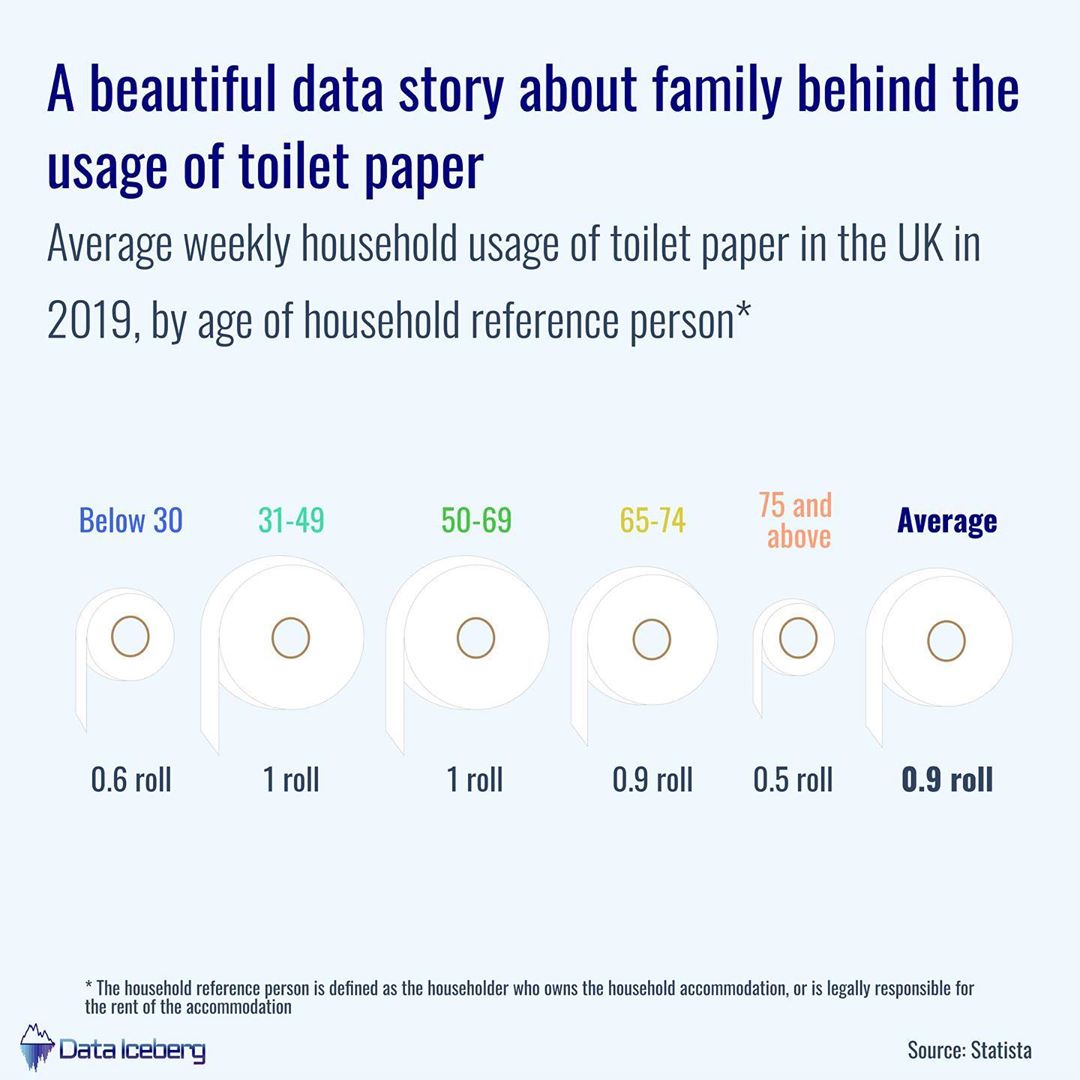 A beautiful data story about family behind the
usage of toilet paper
Average weekly household usage of toilet paper in the UK in
2019, by age of household reference person*
Below 30
31-49
50-69
65-74
75 and
above
Average
0.6 roll
1 roll
1 roll
0.9 roll
0.5 roll
0.9 roll
* The household reference person is defined as the householder who owns the household accommodation, or is legally responsible for
the rent of the accommodation
Data Iceberg
Source: Statista